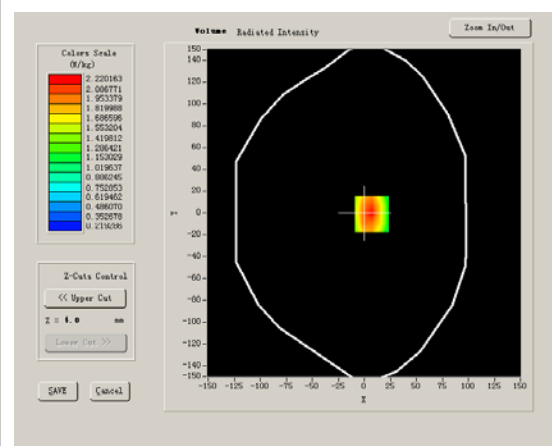 Volume Radiated Intensity
Zoom In/Out
Colors Scale
(W/kg)
2.220163
2.086771
1.953379
1.819988
1.686596
1.553204
1.419812
1.286421
1.153029
1.019637
0.886245
0.752853
0.619462
0.486070
0.352678
0.219286
150
140
120
100
80
60
40
20
0
-20
-40
-60
-80
-100
-120
-140
-150
Y
-150 -125 -100 -75 -50 -25 0 25 50 75 100 125 150
X
Z-Cuts Control
<< Upper Cut
Z = 4.0 mm
Lower Cut >>
SAVE Cancel